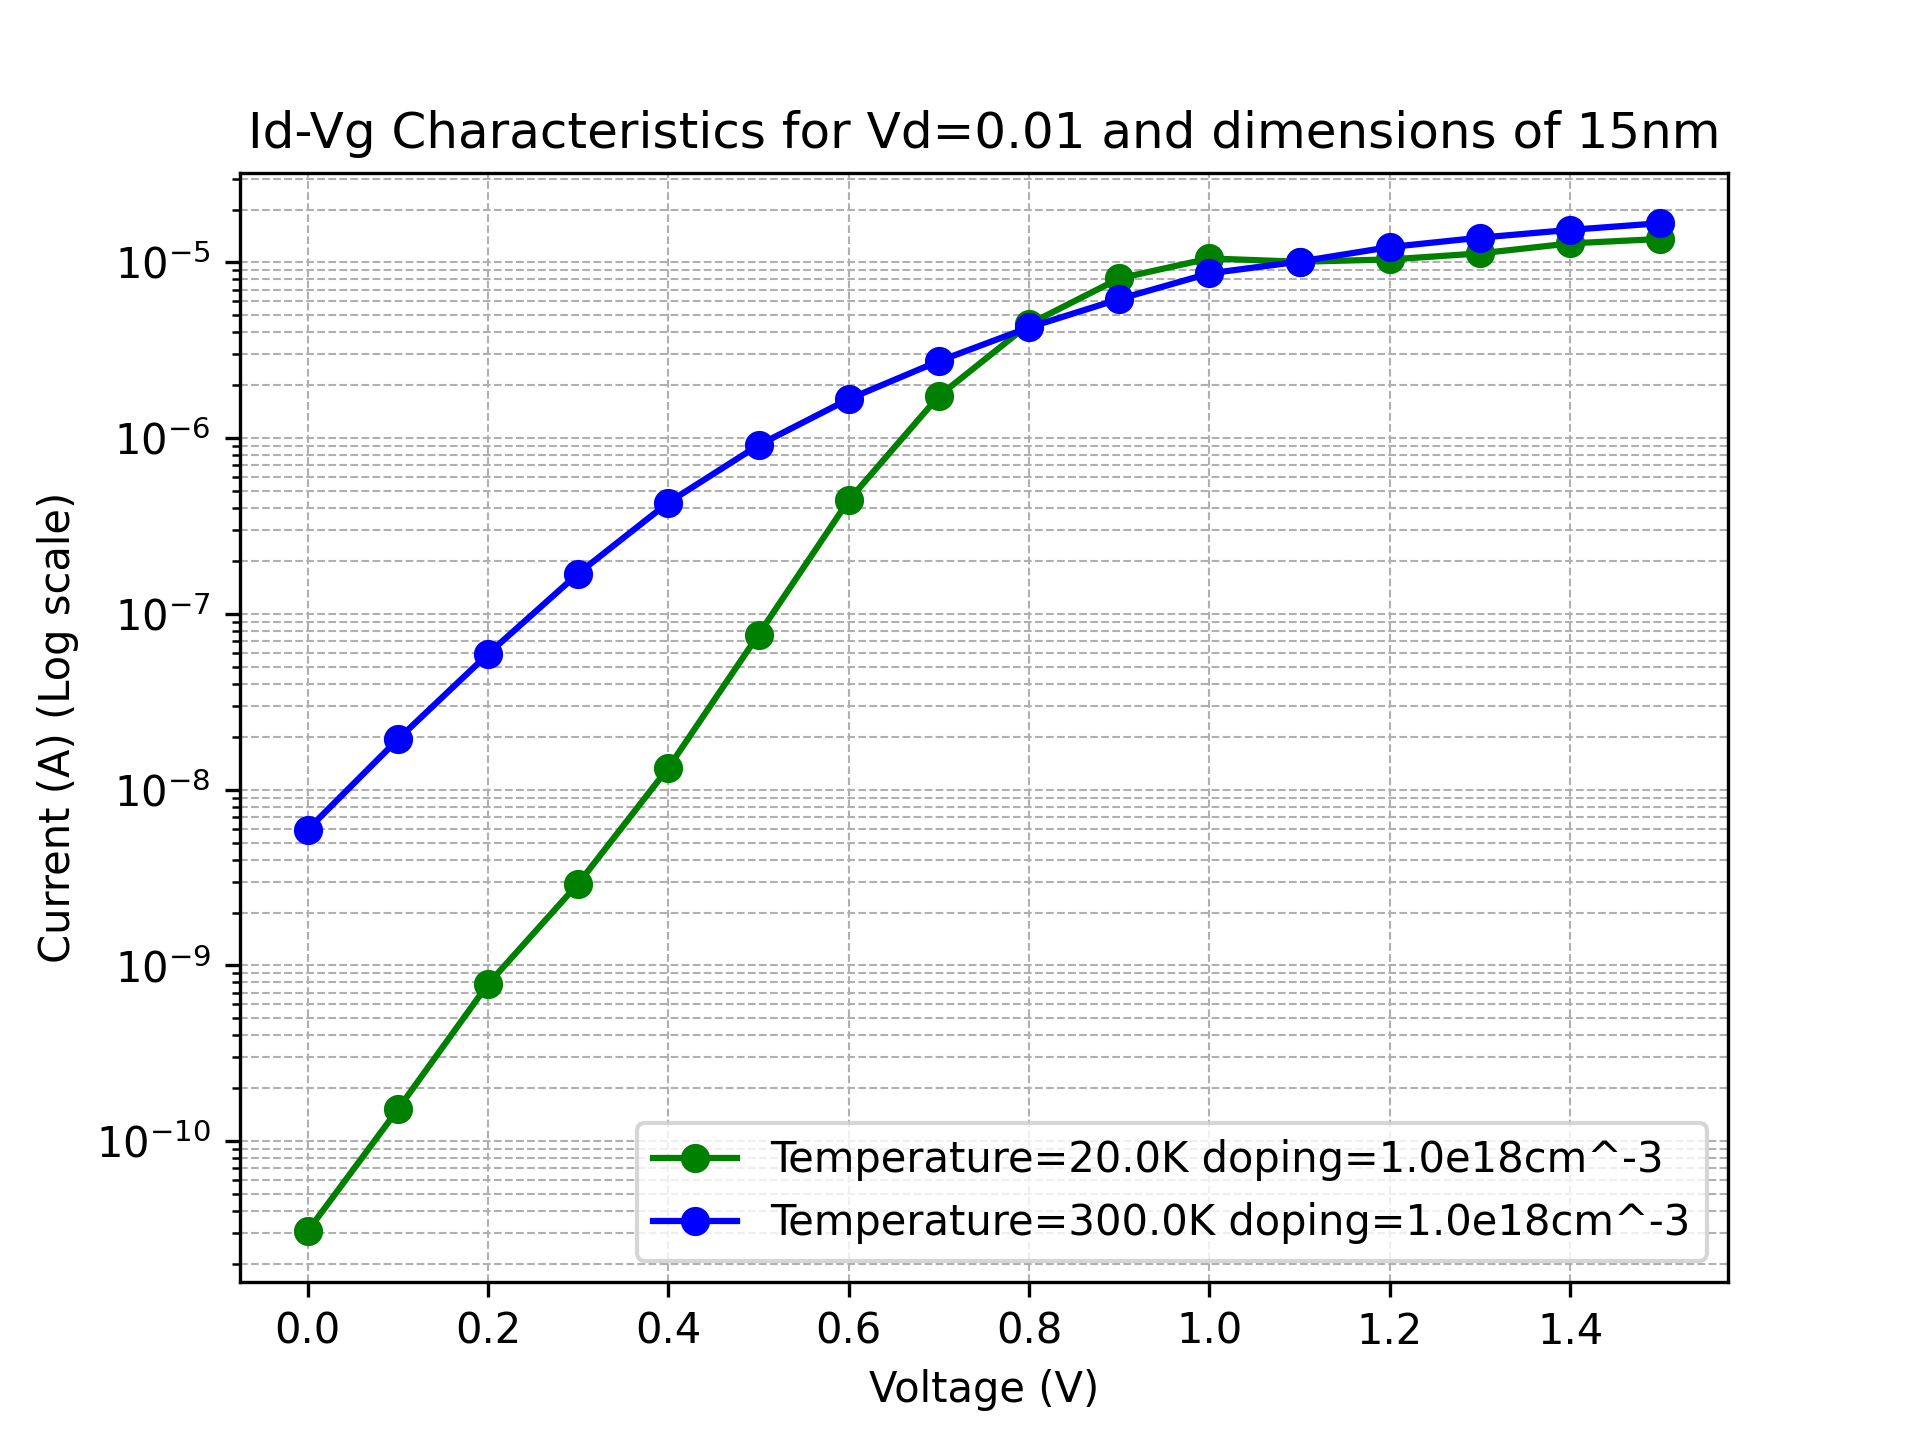 Id-Vg Characteristics for Vd=0.01 and dimensions of 15nm
Current (A) (Log scale)
10⁻⁵
10⁻⁶
10⁻⁷
10⁻⁸
10⁻⁹
10⁻¹⁰
Temperature=20.0K doping=1.0e18cm^-3
Temperature=300.0K doping=1.0e18cm^-3
0.0 0.2 0.4 0.6 0.8 1.0 1.2 1.4
Voltage (V)